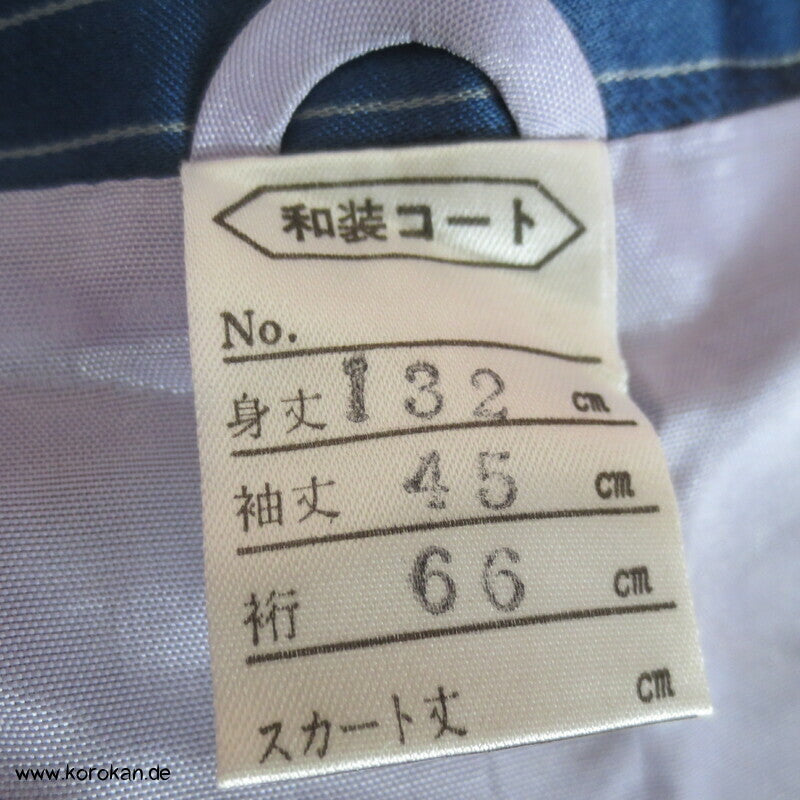 和装コート
No.
身丈 132 cm
袖丈 45 cm
裄 66 cm
スカート丈 cm
www.korokan.de